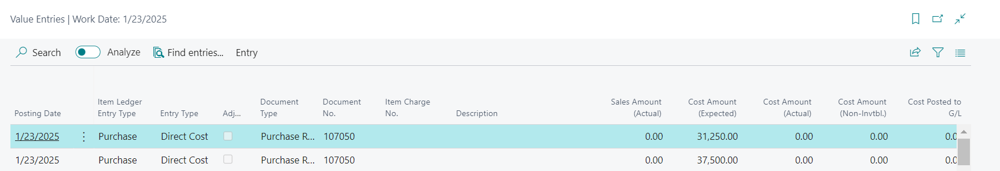 Value Entries | Work Date: 1/23/2025
Search Analyze Find entries... Entry
Posting Date Item Ledger Entry Type Entry Type Adj... Document Type Document No. Item Charge No. Description Sales Amount (Actual) Cost Amount (Expected) Cost Amount (Actual) Cost Amount (Non-Invtbl.) Cost Posted to G/L
1/23/2025 Purchase Direct Cost Purchase R... 107050 0.00 31,250.00 0.00 0.00 0.0
1/23/2025 Purchase Direct Cost Purchase R... 107050 0.00 37,500.00 0.00 0.00 0.0